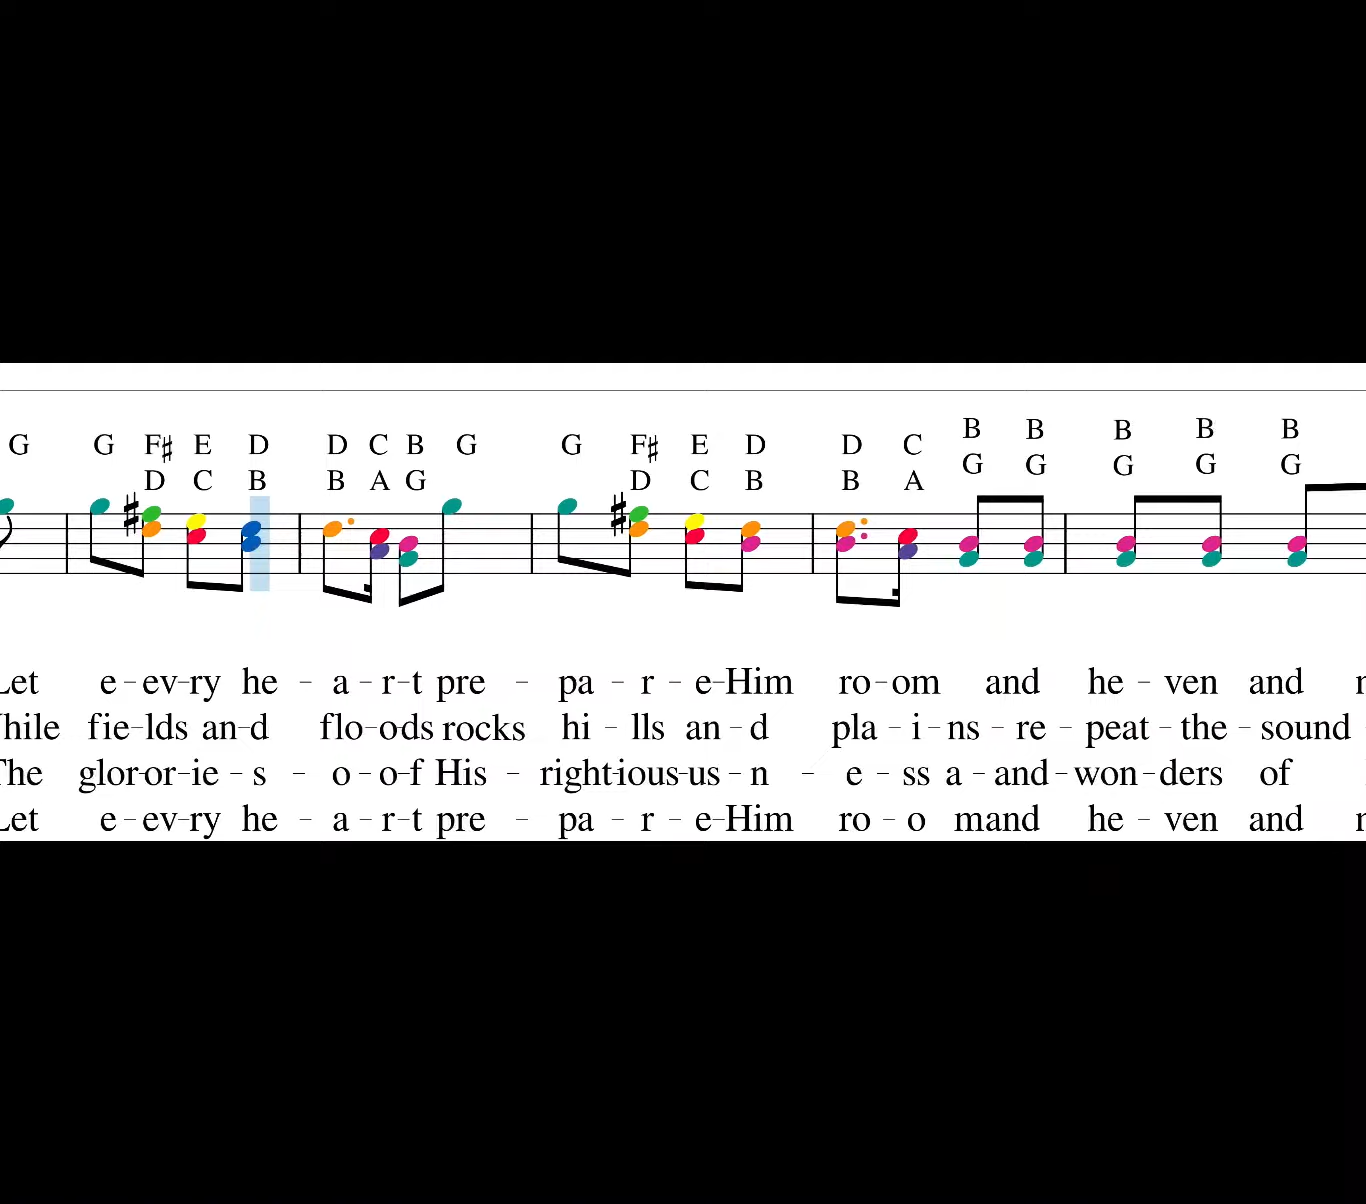 B B B B B
G G F♯ E D D C B G G F♯ E D D C G G G G G
D C B B A G D C B B A
Let e-ev-ry he - a-r-t pre - pa - r - e-Him ro-om and he - ven and
hile fie-lds an-d flo-ods rocks hi - lls an-d pla-i-ns-re-peat-the-sound
The glor-or-ie-s - o-o-f His - right-ious-us-n - e-ss a-and-won-ders of
Let e-ev-ry he - a-r-t pre - pa - r - e-Him ro-o mand he - ven and